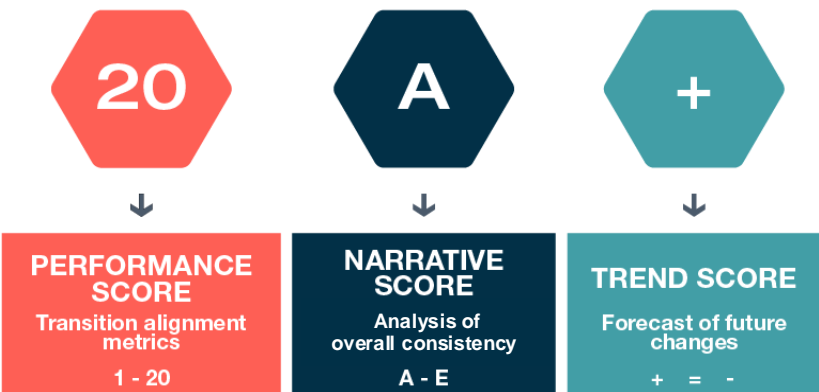 20
A
+
PERFORMANCE
SCORE
Transition alignment
metrics
1 - 20
NARRATIVE
SCORE
Analysis of
overall consistency
A - E
TREND SCORE
Forecast of future
changes
+ = -